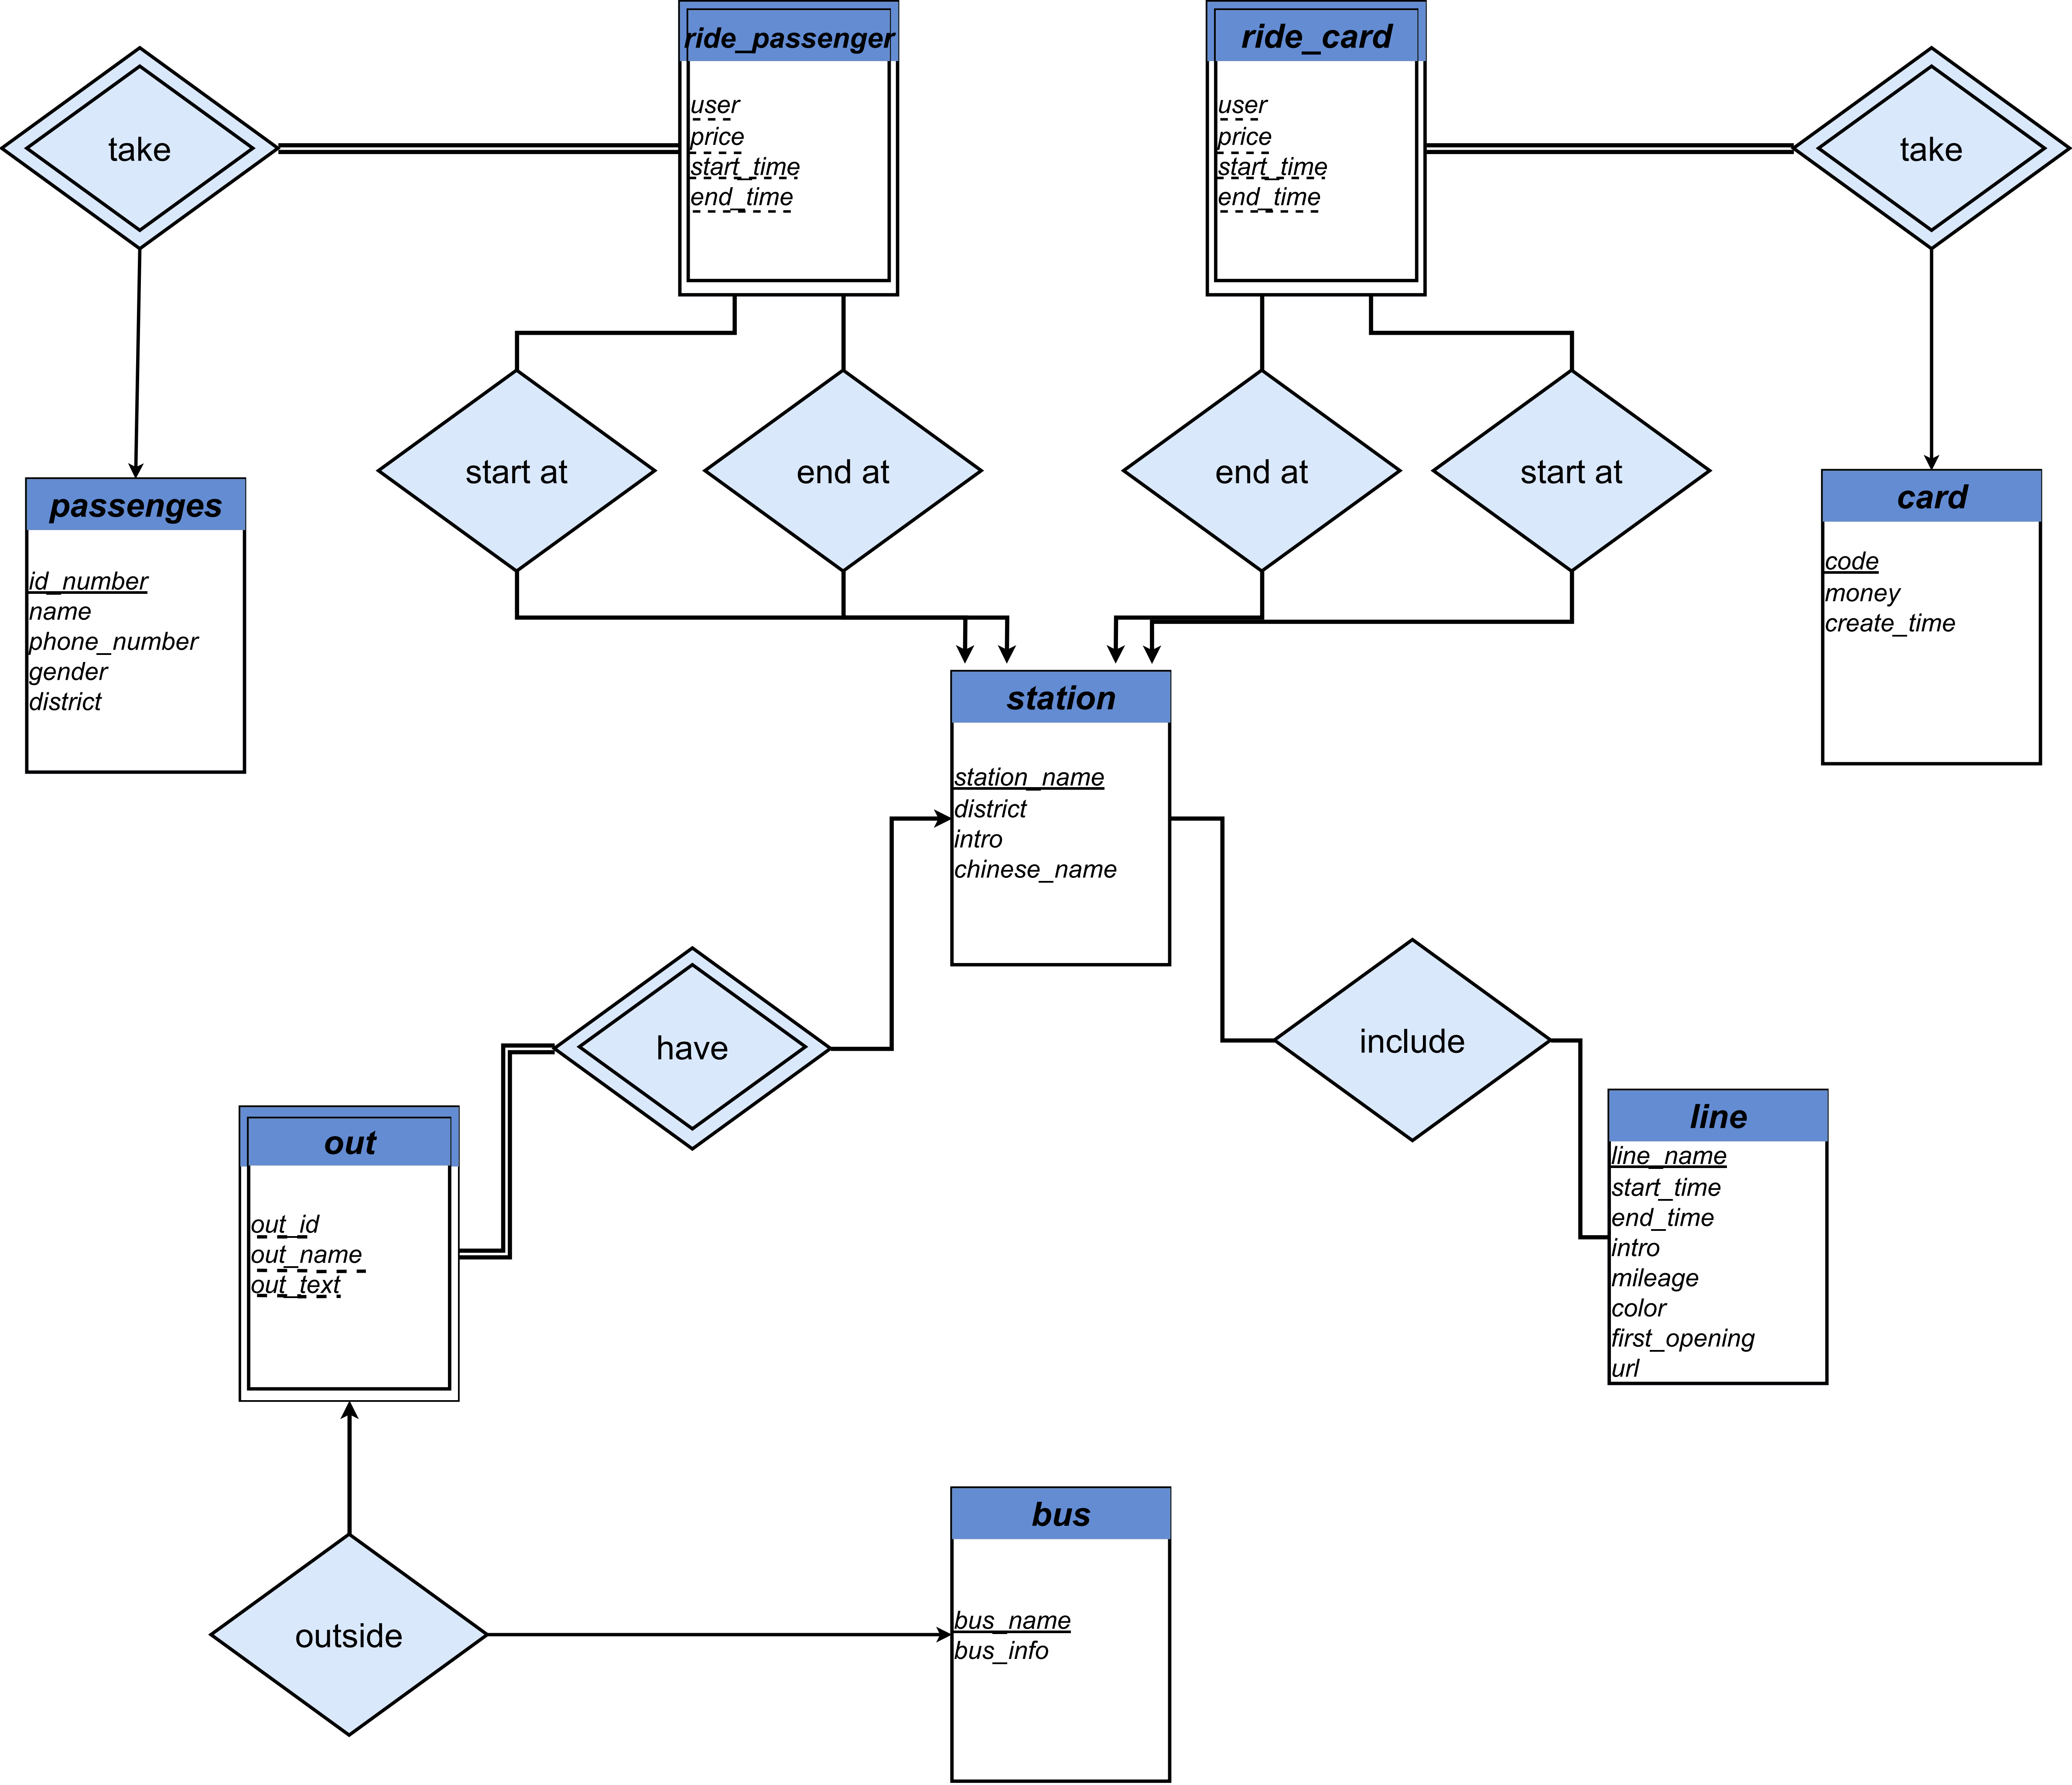 ride_passenger
user
price
start_time
end_time
ride_card
user
price
start_time
end_time
take
take
start at
end at
end at
start at
passenges
id_number
name
phone_number
gender
district
card
code
money
create_time
station
station_name
district
intro
chinese_name
have
include
out
out_id
out_name
out_text
line
line_name
start_time
end_time
intro
mileage
color
first_opening
url
outside
bus
bus_name
bus_info